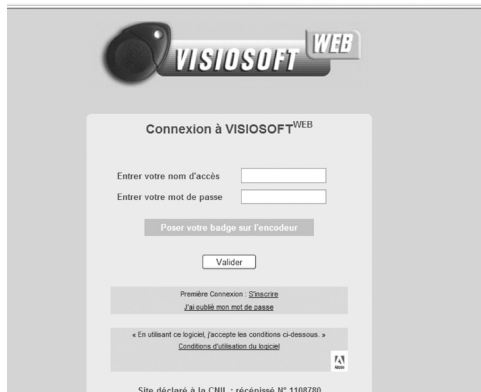 VISIOSOFT WEB
Connexion à VISIOSOFTWEB
Entrer votre nom d'accès
Entrer votre mot de passe
Poser votre badge sur l'encodeur
Valider
Première Connexion : S'inscrire
J'ai oublié mon mot de passe
« En utilisant ce logiciel, j'accepte les conditions ci-dessous. »
Conditions d'utilisation du logiciel
Site déclaré à la CNIL : récépissé N° 1108780